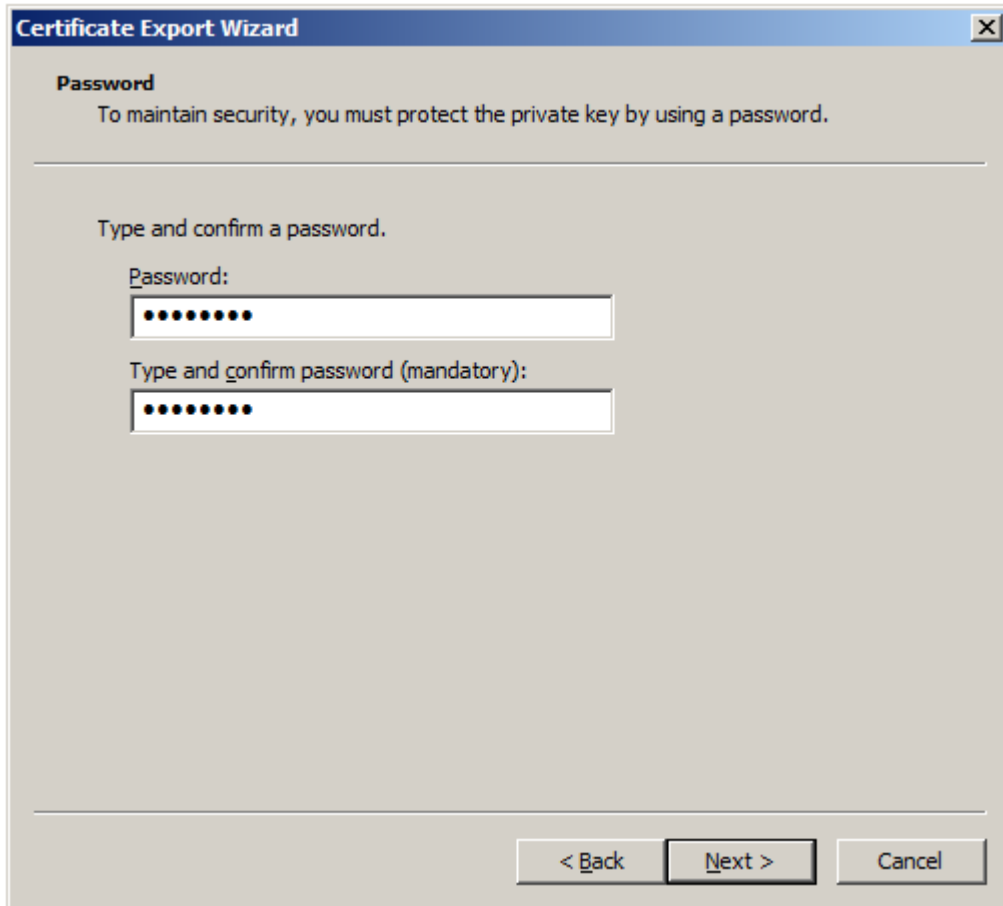 Certificate Export Wizard
Password
To maintain security, you must protect the private key by using a password.
Type and confirm a password.
Password:
●●●●●●●●
Type and confirm password (mandatory):
●●●●●●●●
< Back
Next >
Cancel